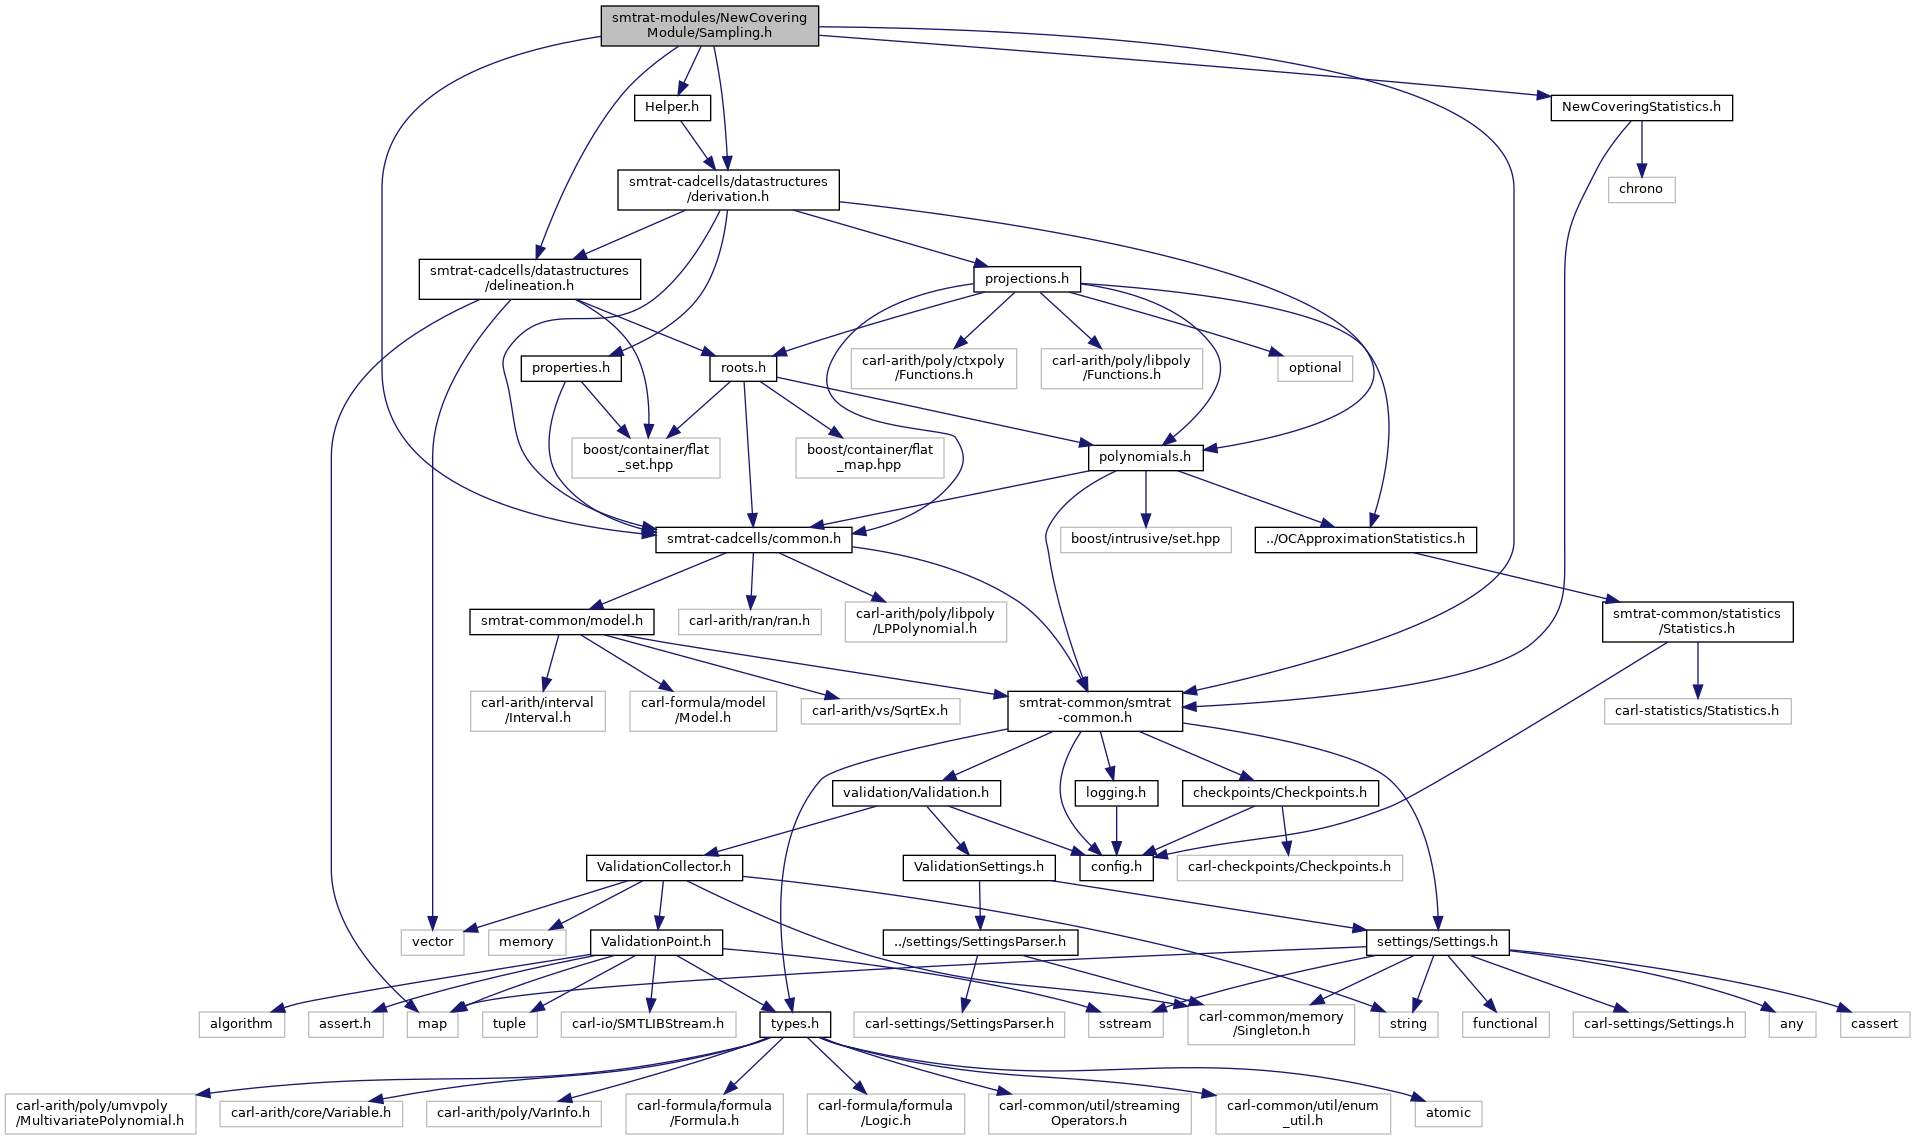 smtrat-modules/NewCovering
Module/Sampling.h
Helper.h
NewCoveringStatistics.h
smtrat-cadcells/datastructures
/derivation.h
chrono
smtrat-cadcells/datastructures
/delineation.h
projections.h
properties.h
roots.h
carl-arith/poly/ctxpoly
/Functions.h
carl-arith/poly/libpoly
/Functions.h
optional
boost/container/flat
_set.hpp
boost/container/flat
_map.hpp
polynomials.h
smtrat-cadcells/common.h
boost/intrusive/set.hpp
../OCApproximationStatistics.h
smtrat-common/model.h
carl-arith/ran/ran.h
carl-arith/poly/libpoly
/LPPolynomial.h
smtrat-common/statistics
/Statistics.h
carl-arith/interval
/Interval.h
carl-formula/model
/Model.h
carl-arith/vs/SqrtEx.h
smtrat-common/smtrat
-common.h
carl-statistics/Statistics.h
validation/Validation.h
logging.h
checkpoints/Checkpoints.h
ValidationCollector.h
ValidationSettings.h
config.h
carl-checkpoints/Checkpoints.h
vector
memory
ValidationPoint.h
../settings/SettingsParser.h
settings/Settings.h
algorithm
assert.h
map
tuple
carl-io/SMTLIBStream.h
types.h
carl-settings/SettingsParser.h
sstream
carl-common/memory
/Singleton.h
string
functional
carl-settings/Settings.h
any
cassert
carl-arith/poly/umvpoly
/MultivariatePolynomial.h
carl-arith/core/Variable.h
carl-arith/poly/VarInfo.h
carl-formula/formula
/Formula.h
carl-formula/formula
/Logic.h
carl-common/util/streaming
Operators.h
carl-common/util/enum
_util.h
atomic